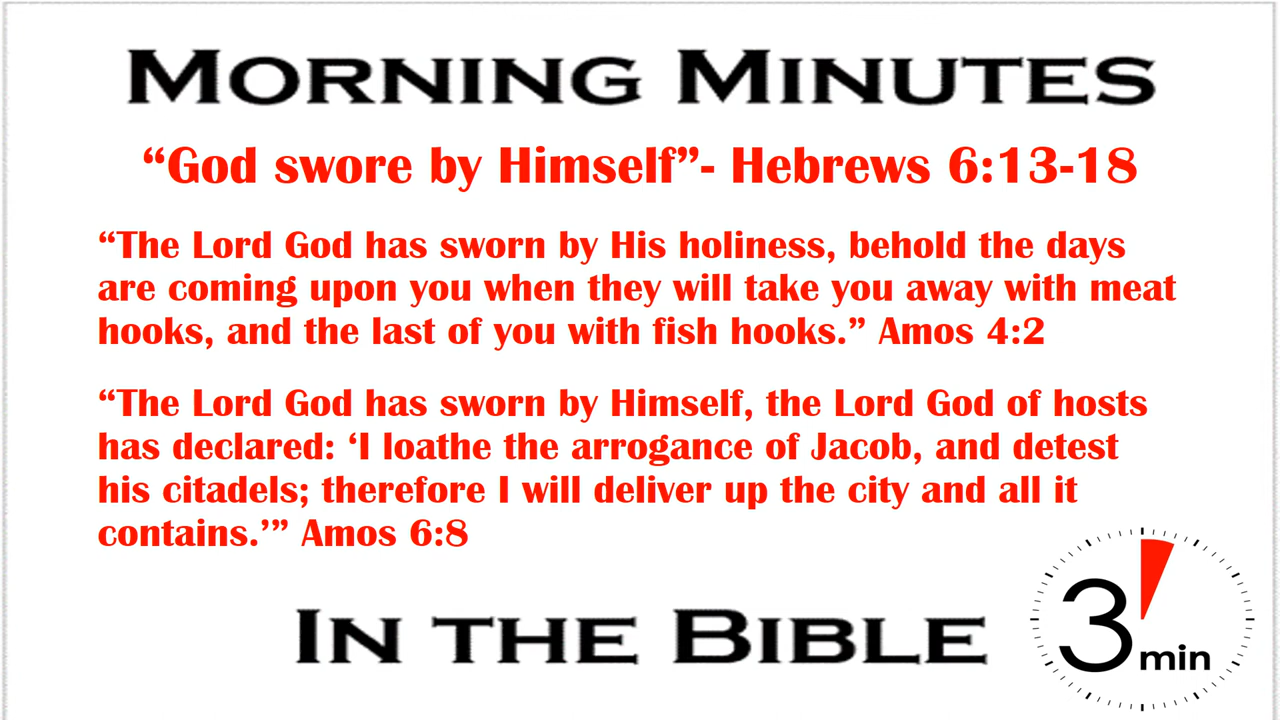 MORNING MINUTES
“God swore by Himself”- Hebrews 6:13-18
“The Lord God has sworn by His holiness, behold the days
are coming upon you when they will take you away with meat
hooks, and the last of you with fish hooks.” Amos 4:2
“The Lord God has sworn by Himself, the Lord God of hosts
has declared: ‘I loathe the arrogance of Jacob, and detest
his citadels; therefore I will deliver up the city and all it
contains.’” Amos 6:8
IN THE BIBLE
3 min